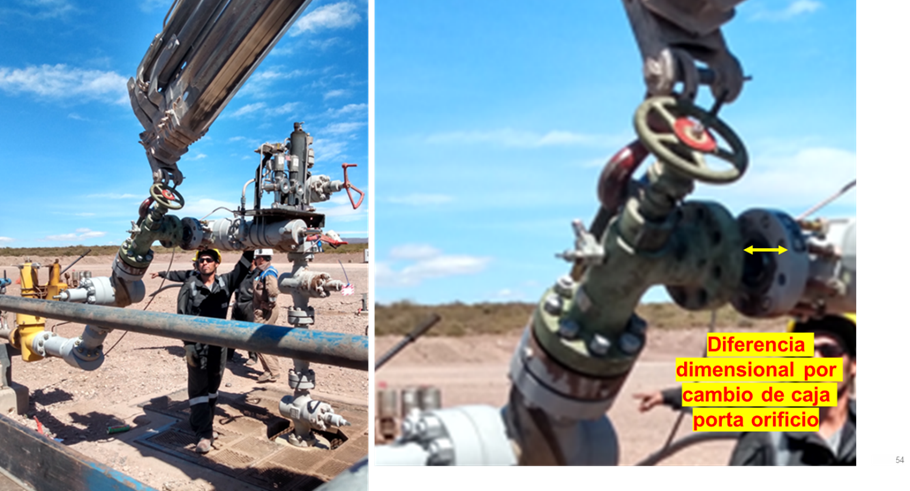 Diferencia
dimensional por
cambio de caja
porta orificio
54